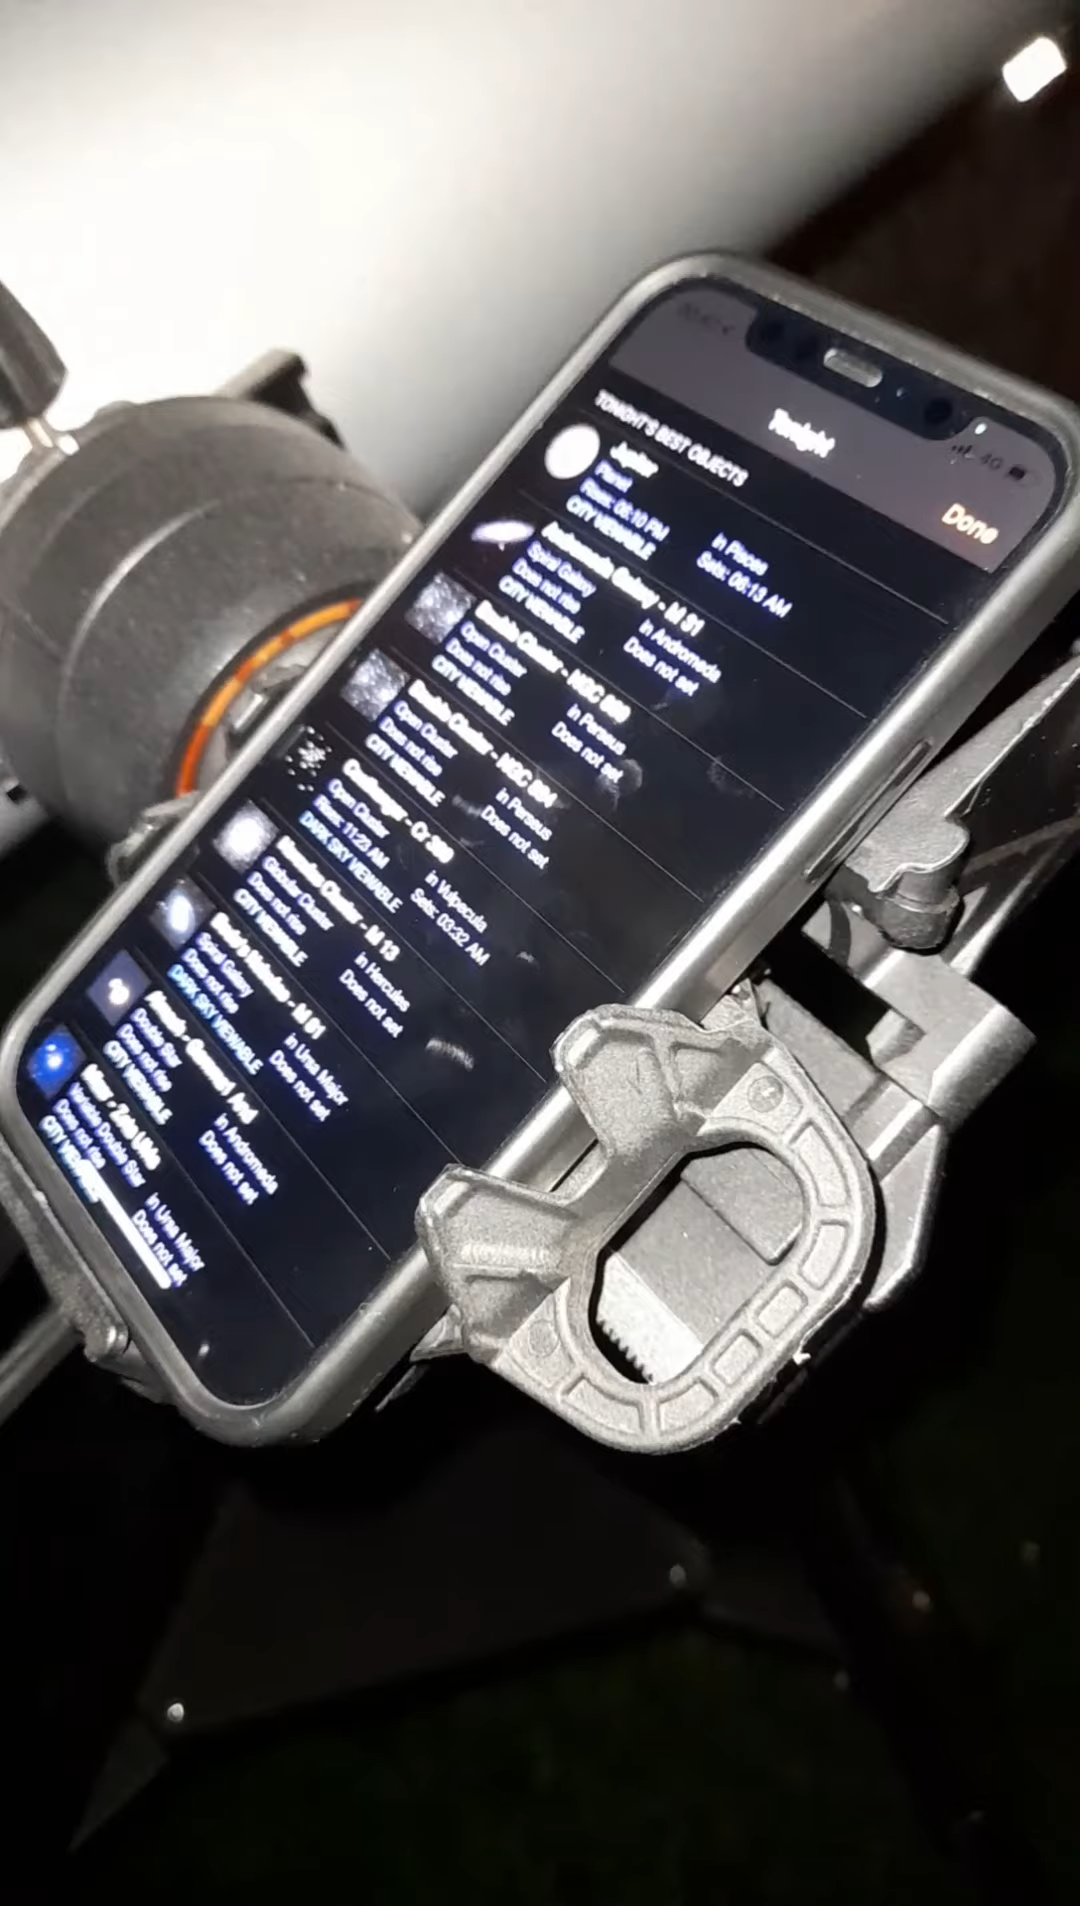 4G
Tonight
Done
TONIGHT'S BEST OBJECTS
Jupiter
Planet
in Pisces
Rises: 06:10 PM
Sets: 06:13 AM
CITY VIEWABLE
Andromeda Galaxy - M 31
Spiral Galaxy
in Andromeda
Does not rise
Does not set
CITY VIEWABLE
Double Cluster - NGC 869
Open Cluster
in Perseus
Does not rise
Does not set
CITY VIEWABLE
Double Cluster - NGC 884
Open Cluster
in Perseus
Does not rise
Does not set
CITY VIEWABLE
Coathanger - Cr 399
Open Cluster
in Vulpecula
Rises: 11:23 AM
Sets: 03:32 AM
DARK SKY VIEWABLE
Hercules Cluster - M 13
Globular Cluster
in Hercules
Does not rise
Does not set
CITY VIEWABLE
Bode's Nebulae - M 81
Spiral Galaxy
in Ursa Major
Does not rise
Does not set
DARK SKY VIEWABLE
Almach - Gamma1 And
Double Star
in Andromeda
Does not rise
Does not set
CITY VIEWABLE
Mizar - Zeta UMa
Variable Double Star
in Ursa Major
Does not rise
Does not set
CITY VIEWABLE